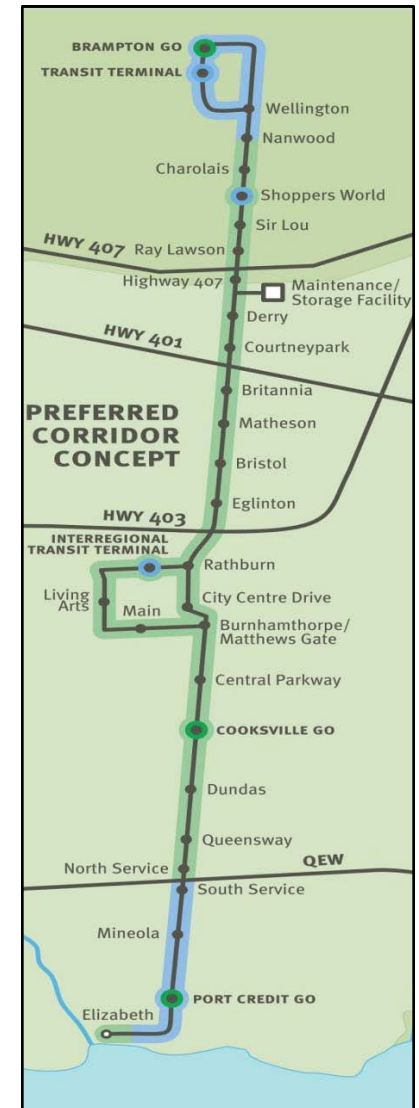 BRAMPTON GO
TRANSIT TERMINAL
Wellington
Nanwood
Charolais
Shoppers World
Sir Lou
HWY 407
Ray Lawson
Highway 407
Maintenance/
Storage Facility
Derry
HWY 401
Courtneypark
Britannia
PREFERRED
CORRIDOR
CONCEPT
Matheson
Bristol
Eglinton
HWY 403
INTERREGIONAL
TRANSIT TERMINAL
Rathburn
Living
Arts
Main
City Centre Drive
Burnhamthorpe/
Matthews Gate
Central Parkway
COOKSVILLE GO
Dundas
Queensway
North Service
QEW
South Service
Mineola
PORT CREDIT GO
Elizabeth